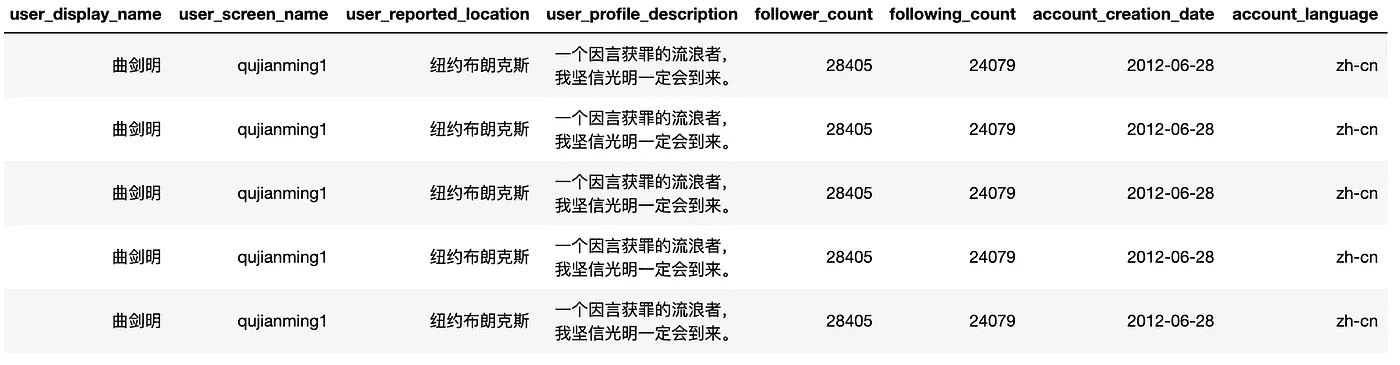 user_display_name user_screen_name user_reported_location user_profile_description follower_count following_count account_creation_date account_language
曲剑明 qujianming1 纽约布朗克斯 一个因言获罪的流浪者， 28405 24079 2012-06-28 zh-cn
我坚信光明一定会到来。
曲剑明 qujianming1 纽约布朗克斯 一个因言获罪的流浪者， 28405 24079 2012-06-28 zh-cn
我坚信光明一定会到来。
曲剑明 qujianming1 纽约布朗克斯 一个因言获罪的流浪者， 28405 24079 2012-06-28 zh-cn
我坚信光明一定会到来。
曲剑明 qujianming1 纽约布朗克斯 一个因言获罪的流浪者， 28405 24079 2012-06-28 zh-cn
我坚信光明一定会到来。
曲剑明 qujianming1 纽约布朗克斯 一个因言获罪的流浪者， 28405 24079 2012-06-28 zh-cn
我坚信光明一定会到来。